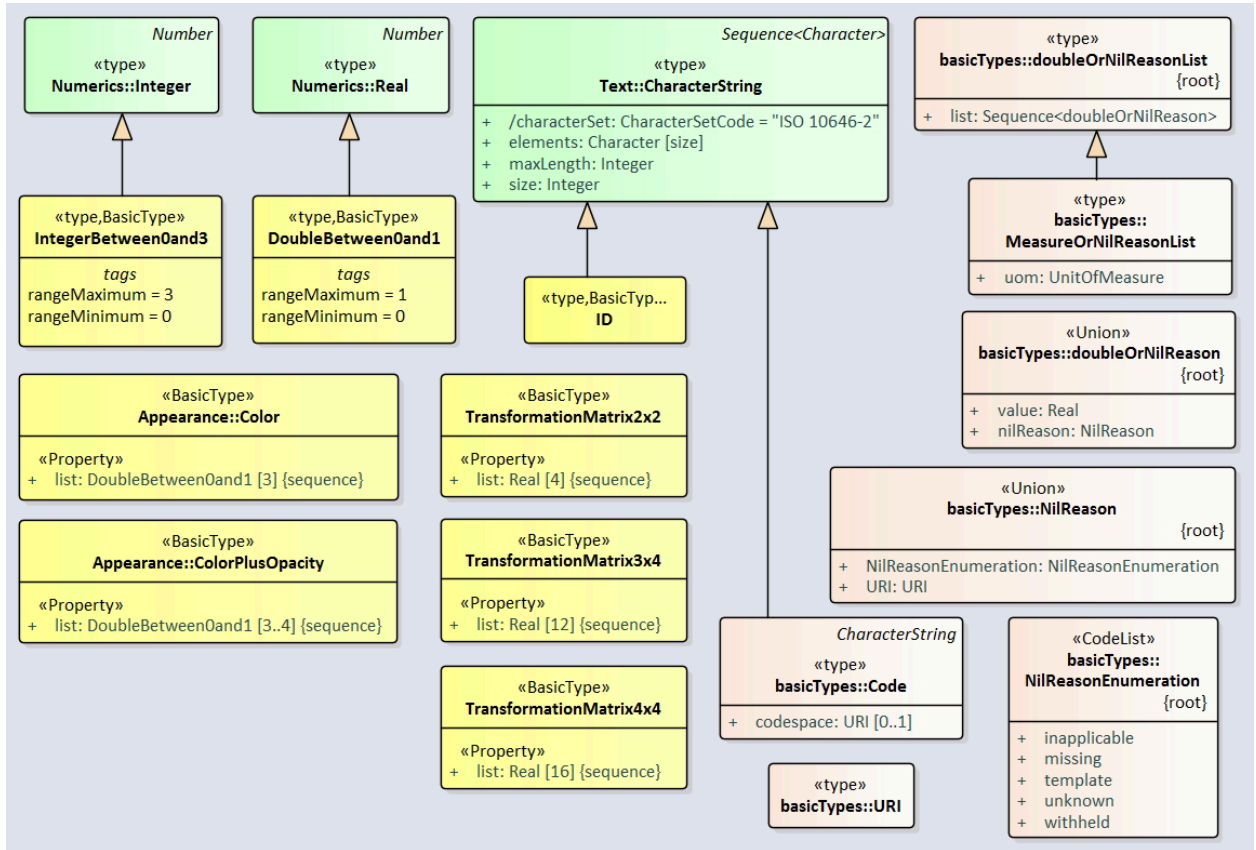 Number
«type»
Numerics::Integer
Number
«type»
Numerics::Real
Sequence<Character>
«type»
Text::CharacterString
+ /characterSet: CharacterSetCode = "ISO 10646-2"
+ elements: Character [size]
+ maxLength: Integer
+ size: Integer
«type»
basicTypes::doubleOrNilReasonList
{root}
+ list: Sequence<doubleOrNilReason>
«type,BasicType»
IntegerBetween0and3
tags
rangeMaximum = 3
rangeMinimum = 0
«type,BasicType»
DoubleBetween0and1
tags
rangeMaximum = 1
rangeMinimum = 0
«type,BasicTyp...
ID
«type»
basicTypes::
MeasureOrNilReasonList
+ uom: UnitOfMeasure
«Union»
basicTypes::doubleOrNilReason
{root}
+ value: Real
+ nilReason: NilReason
«BasicType»
Appearance::Color
«Property»
+ list: DoubleBetween0and1 [3] {sequence}
«BasicType»
TransformationMatrix2x2
«Property»
+ list: Real [4] {sequence}
«Union»
basicTypes::NilReason
{root}
+ NilReasonEnumeration: NilReasonEnumeration
+ URI: URI
«BasicType»
Appearance::ColorPlusOpacity
«Property»
+ list: DoubleBetween0and1 [3..4] {sequence}
«BasicType»
TransformationMatrix3x4
«Property»
+ list: Real [12] {sequence}
CharacterString
«type»
basicTypes::Code
+ codespace: URI [0..1]
«CodeList»
basicTypes::
NilReasonEnumeration
{root}
+ inapplicable
+ missing
+ template
+ unknown
+ withheld
«BasicType»
TransformationMatrix4x4
«Property»
+ list: Real [16] {sequence}
«type»
basicTypes::URI